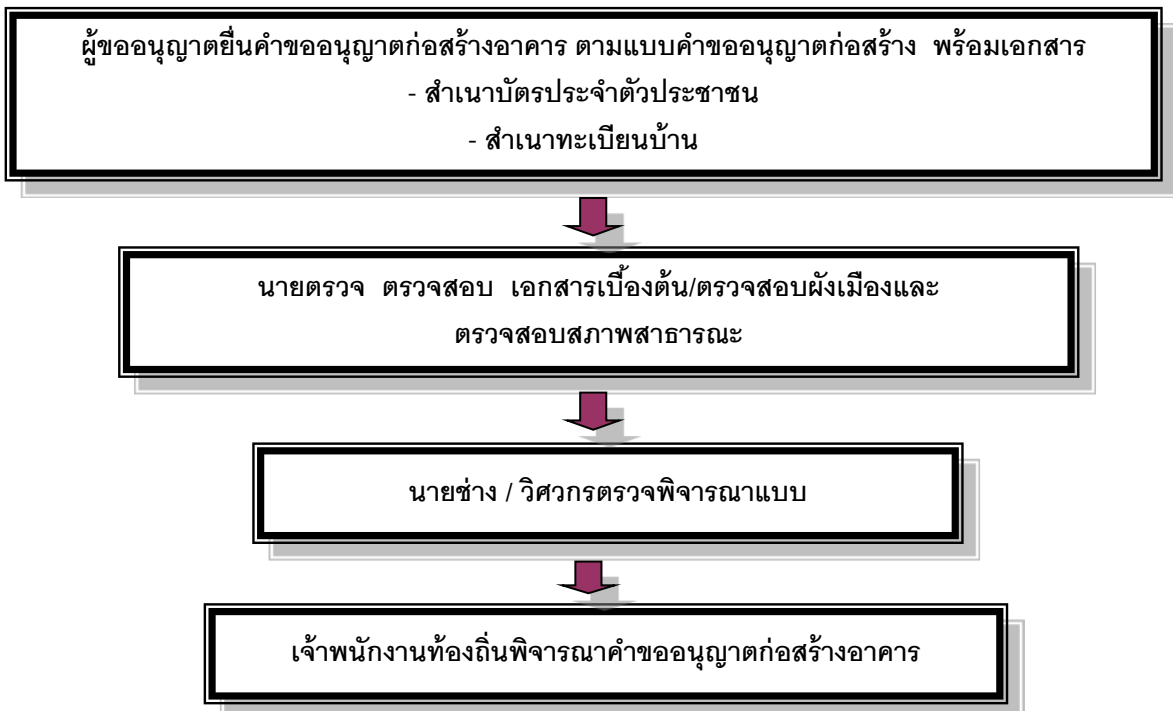 ผู้ขออนุญาตยื่นคำขออนุญาตก่อสร้างอาคาร ตามแบบคำขออนุญาตก่อสร้าง พร้อมเอกสาร
- สำเนาบัตรประจำตัวประชาชน
- สำเนาทะเบียนบ้าน
นายตรวจ ตรวจสอบ เอกสารเบื้องต้น/ตรวจสอบผังเมืองและ
ตรวจสอบสภาพสาธารณะ
นายช่าง / วิศวกรตรวจพิจารณาแบบ
เจ้าพนักงานท้องถิ่นพิจารณาคำขออนุญาตก่อสร้างอาคาร